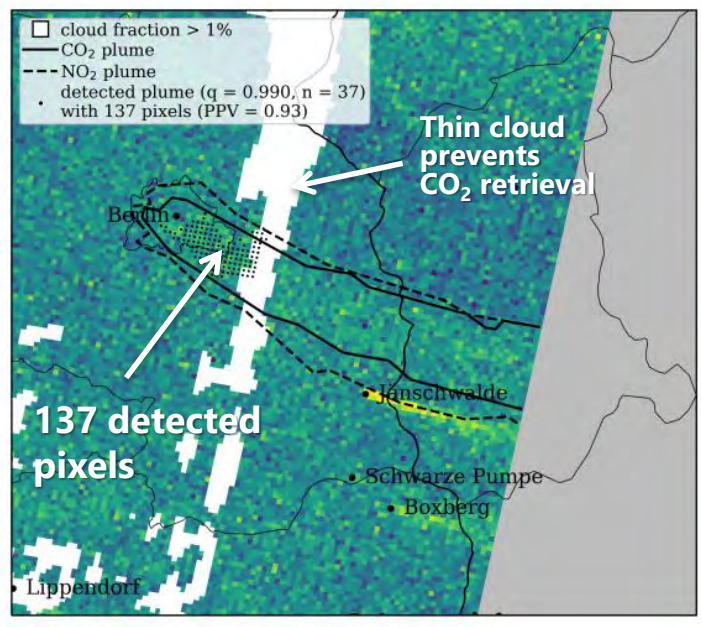 cloud fraction > 1%
CO₂ plume
NO₂ plume
detected plume (q = 0.990, n = 37)
with 137 pixels (PPV = 0.93)
Thin cloud
prevents
CO₂ retrieval
Berlin
Jänschwalde
137 detected
pixels
Schwarze Pumpe
Boxberg
Lippendorf